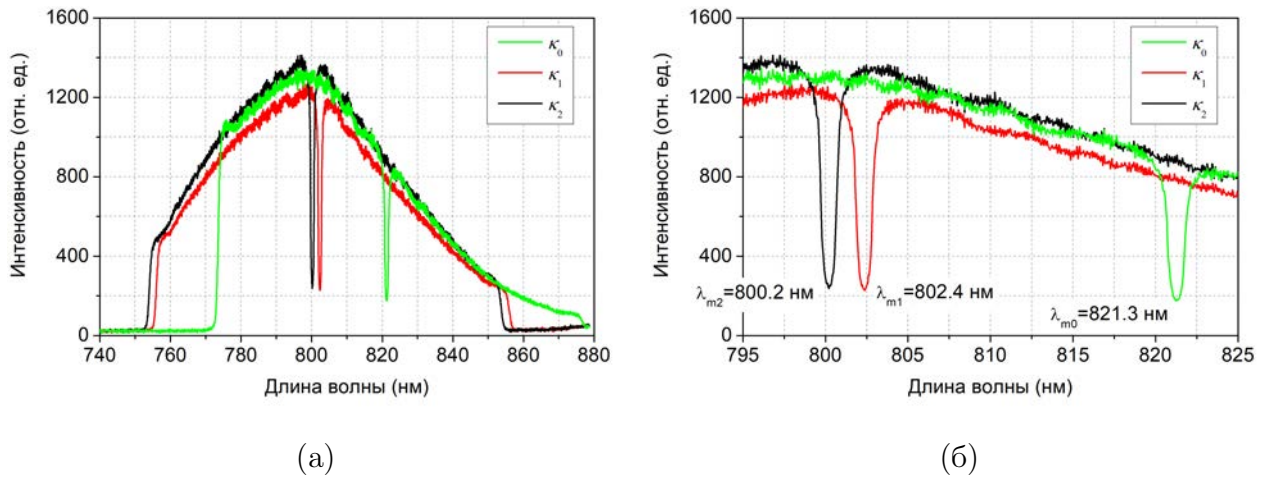 1600
1200
800
400
0
Интенсивность (отн. ед.)
κ₀
κ₁
κ₂
740 760 780 800 820 840 860 880
Длина волны (нм)
(а)
1600
1200
800
400
0
Интенсивность (отн. ед.)
κ₀
κ₁
κ₂
λm2=800.2 нм
λm1=802.4 нм
λm0=821.3 нм
795 800 805 810 815 820 825
Длина волны (нм)
(б)